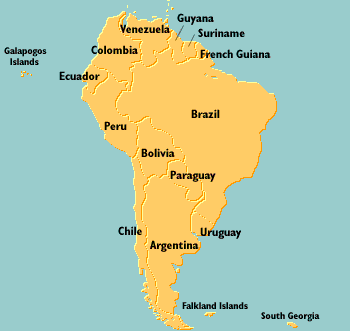 Guyana
Venezuela
Suriname
Colombia
Galapogos
Islands
French Guiana
Ecuador
Brazil
Peru
Bolivia
Paraguay
Chile
Uruguay
Argentina
Falkland Islands
South Georgia